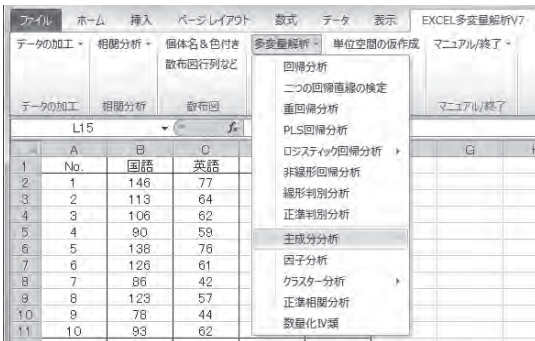 ファイル ホーム 挿入 ページレイアウト 数式 データ 表示 EXCEL多変量解析V7
データの加工 相関分析 個体名＆色付き 多変量解析 単位空間の仮作成 マニュアル/終了
散布図行列など
データの加工 相関分析 散布図 マニュアル/終了
L15 fx
A B C G H
1 No. 国語 英語
2 1 146 77
3 2 113 64
4 3 106 62
5 4 90 59
6 5 138 76
7 6 126 61
8 7 86 42
9 8 123 57
10 9 78 44
11 10 93 62
回帰分析
二つの回帰直線の検定
重回帰分析
PLS回帰分析
ロジスティック回帰分析
非線形回帰分析
線形判別分析
正準判別分析
主成分分析
因子分析
クラスター分析
正準相関分析
数量化Ⅳ類